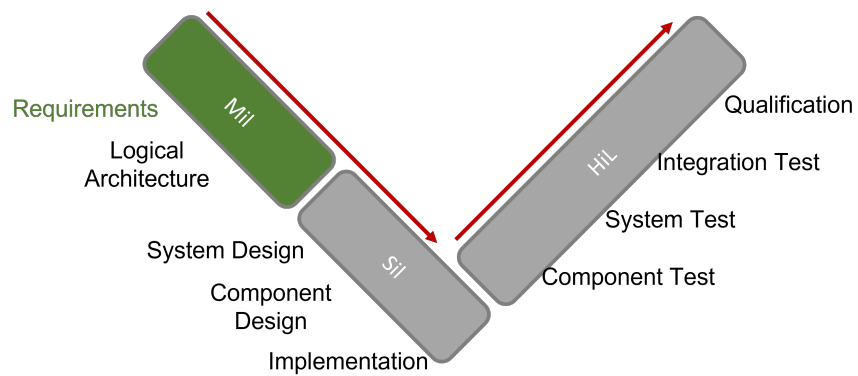 Requirements
Mil
Logical
Architecture
System Design
Sil
Component
Design
Implementation
HiL
Qualification
Integration Test
System Test
Component Test